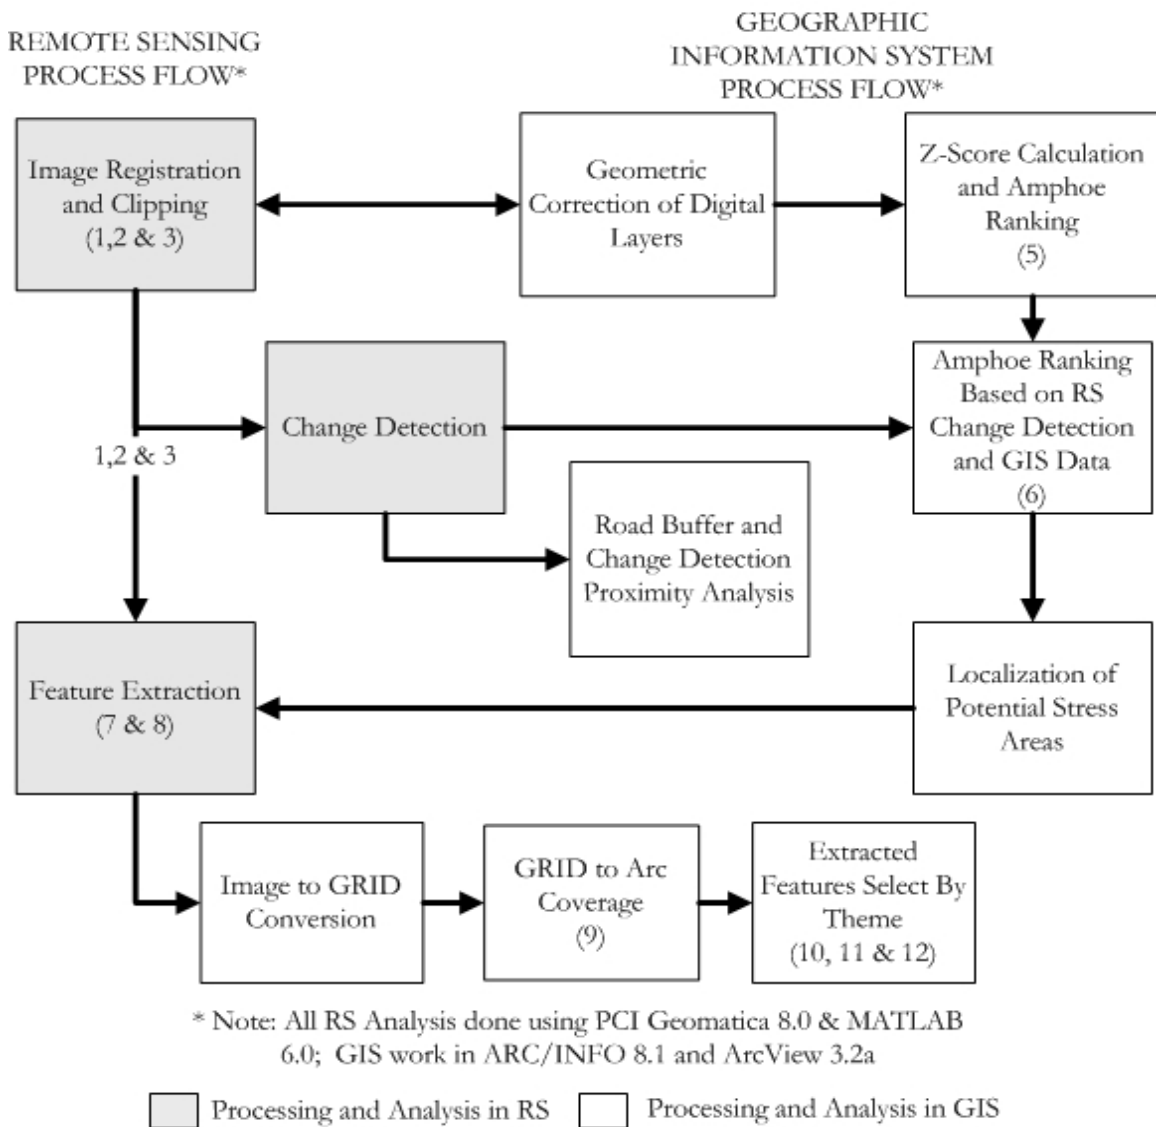 REMOTE SENSING
PROCESS FLOW*
GEOGRAPHIC
INFORMATION SYSTEM
PROCESS FLOW*
Image Registration
and Clipping
(1,2 & 3)
Geometric
Correction of Digital
Layers
Z-Score Calculation
and Amphoe
Ranking
(5)
Change Detection
Amphoe Ranking
Based on RS
Change Detection
and GIS Data
(6)
1,2 & 3
Road Buffer and
Change Detection
Proximity Analysis
Feature Extraction
(7 & 8)
Localization of
Potential Stress
Areas
Image to GRID
Conversion
GRID to Arc
Coverage
(9)
Extracted
Features Select By
Theme
(10, 11 & 12)
* Note: All RS Analysis done using PCI Geomatica 8.0 & MATLAB
6.0; GIS work in ARC/INFO 8.1 and ArcView 3.2a
Processing and Analysis in RS
Processing and Analysis in GIS